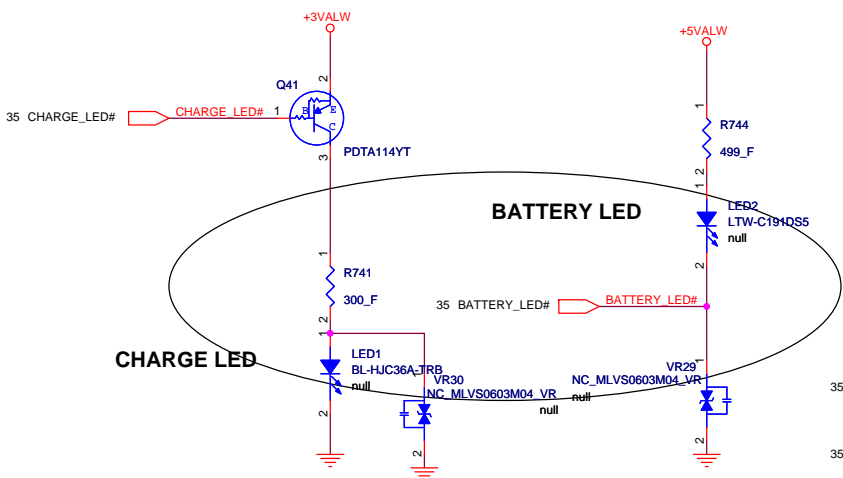 +3VALW
+5VALW
Q41
2
B
E
C
35 CHARGE_LED#
CHARGE_LED#
1
3
PDTA114YT
1
R744
499_F
2
1
LED2
LTW-C191DS5
null
2
BATTERY LED
1
R741
300_F
2
35 BATTERY_LED#
BATTERY_LED#
CHARGE LED
1
LED1
BL-HJC36A-TRB
null
2
1
VR30
NC_MLVS0603M04_VR
null
2
1
VR29
NC_MLVS0603M04_VR
null
2
35
35